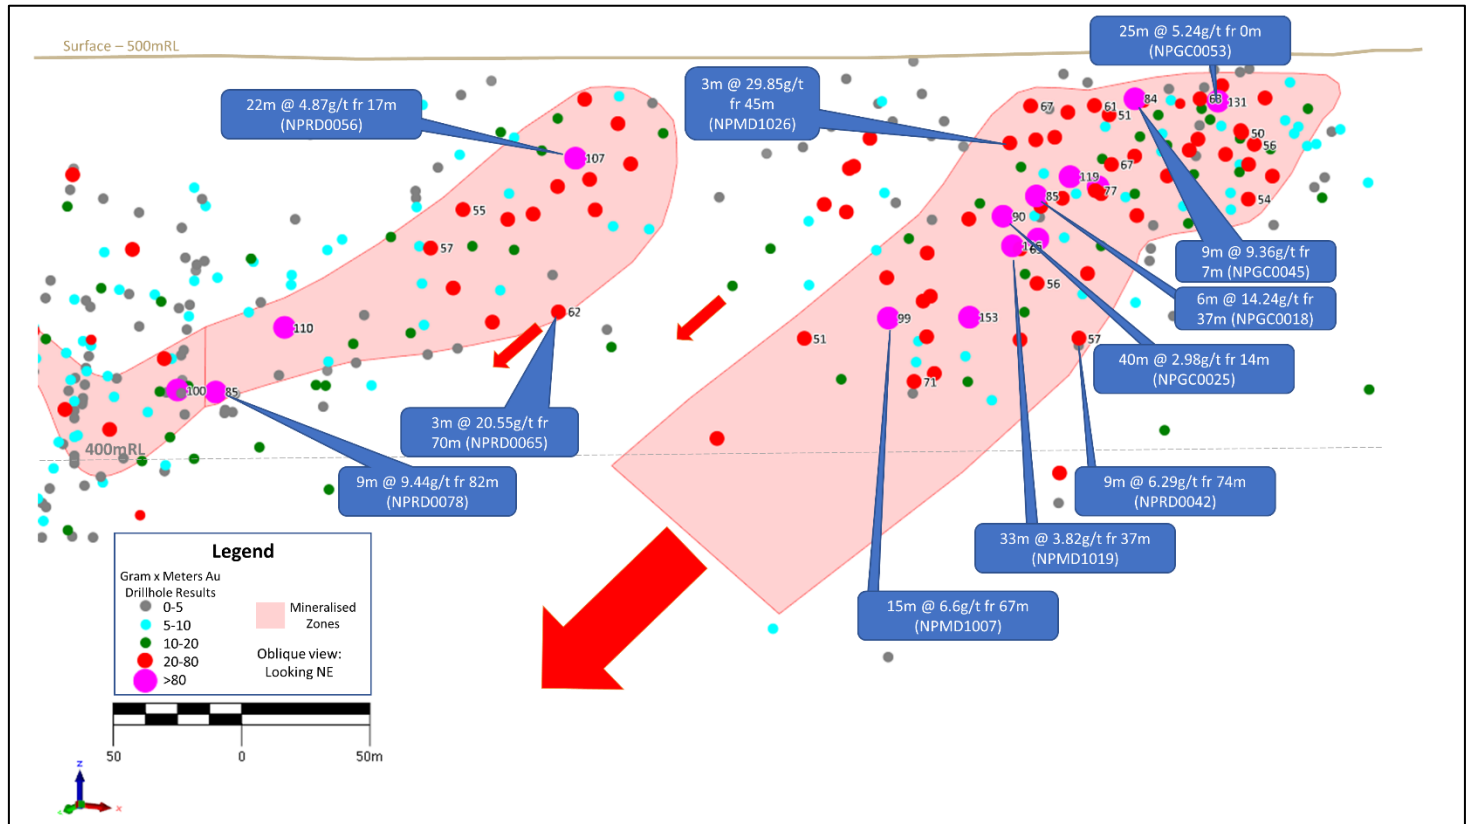 Surface – 500mRL
25m @ 5.24g/t fr 0m
(NPGC0053)
3m @ 29.85g/t
fr 45m
(NPMD1026)
22m @ 4.87g/t fr 17m
(NPRD0056)
67
61
51
84
68
131
50
56
107
67
119
77
85
54
55
90
57
9m @ 9.36g/t fr
7m (NPGC0045)
56
6m @ 14.24g/t fr
37m (NPGC0018)
62
110
99
153
51
57
40m @ 2.98g/t fr 14m
(NPGC0025)
71
100
85
3m @ 20.55g/t fr
70m (NPRD0065)
400mRL
9m @ 9.44g/t fr 82m
(NPRD0078)
9m @ 6.29g/t fr 74m
(NPRD0042)
33m @ 3.82g/t fr 37m
(NPMD1019)
15m @ 6.6g/t fr 67m
(NPMD1007)
Legend
Gram x Meters Au
Drillhole Results
0-5
5-10
10-20
20-80
>80
Mineralised
Zones
Oblique view:
Looking NE
50
0
50m
z
x